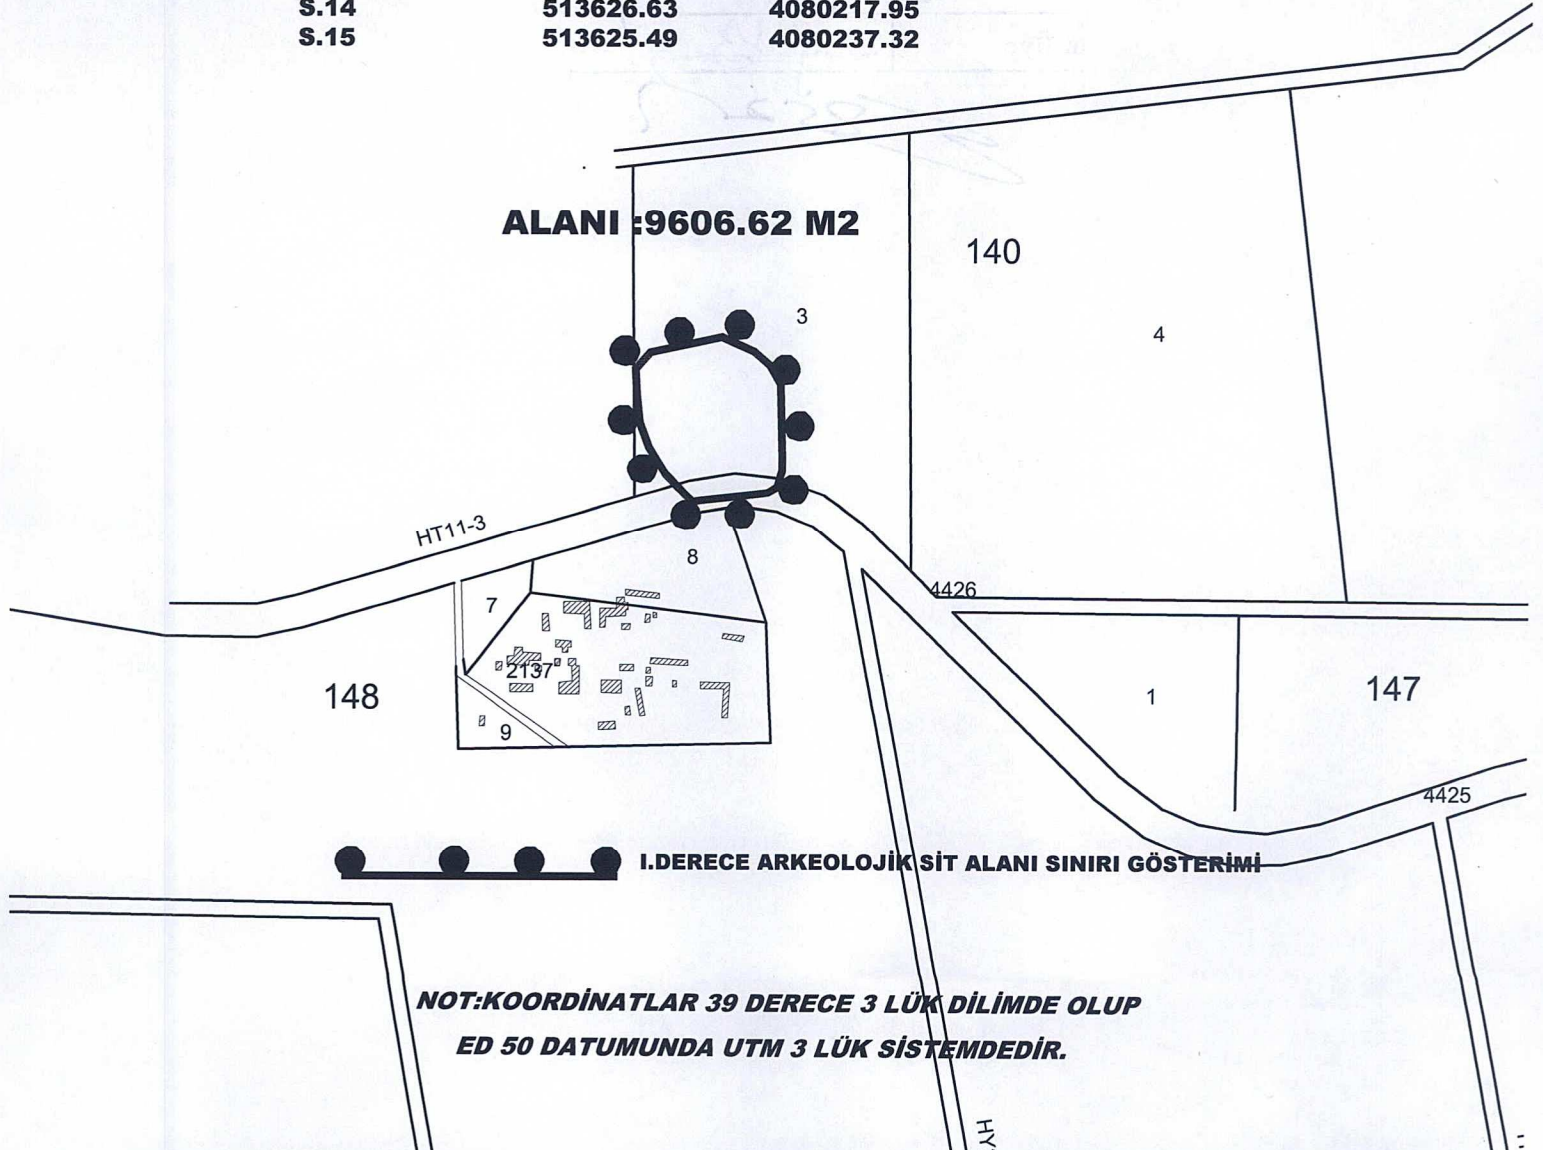 S.14 513626.63 4080217.95
S.15 513625.49 4080237.32
ALANI :9606.62 M2
140
3
4
HT11-3
8
4426
7
2137
148
1
147
9
4425
I.DERECE ARKEOLOJİK SİT ALANI SINIRI GÖSTERİMİ
NOT:KOORDİNATLAR 39 DERECE 3 LÜK DİLİMDE OLUP
ED 50 DATUMUNDA UTM 3 LÜK SİSTEMDEDİR.
HY